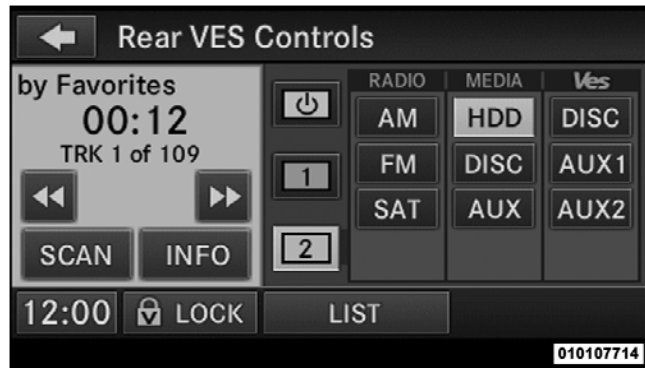 Rear VES Controls
by Favorites
00:12
TRK 1 of 109
SCAN INFO
1
2
RADIO MEDIA Ves
AM HDD DISC
FM DISC AUX1
SAT AUX AUX2
12:00 LOCK LIST
010107714